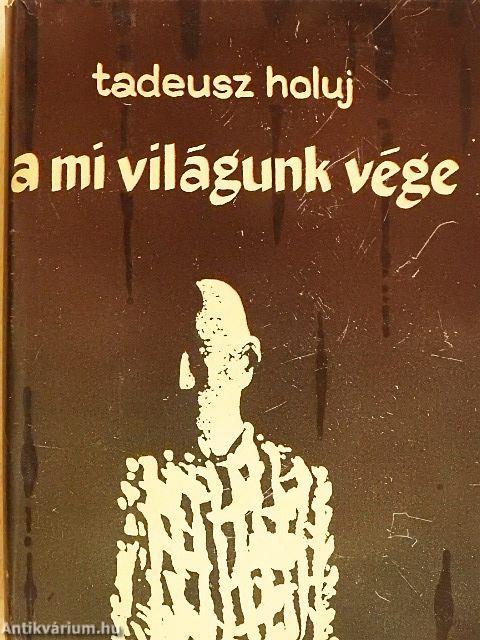 tadeusz holuj
a mi világunk vége
Antikvárium.hu